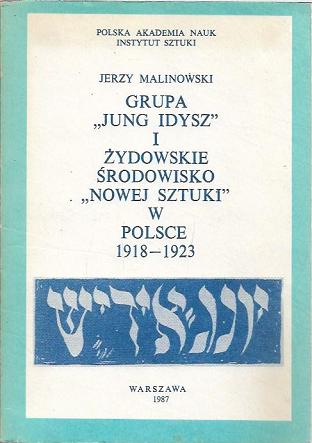 POLSKA AKADEMIA NAUK
INSTYTUT SZTUKI
JERZY MALINOWSKI
GRUPA
„JUNG IDYSZ”
I
ŻYDOWSKIE
ŚRODOWISKO
„NOWEJ SZTUKI”
W
POLSCE
1918—1923
יונג־אידיש
WARSZAWA
1987